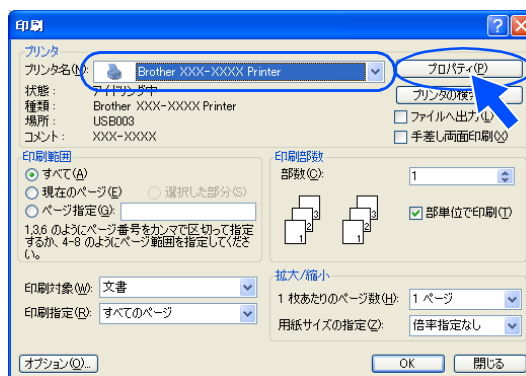 印刷
プリンタ
プリンタ名(N): Brother XXX-XXXX Printer プロパティ(P)
状態: アイドリング中
種類: Brother XXX-XXXX Printer
場所: USB003
コメント: XXX-XXXX
ファイルへ出力(L)
手差し両面印刷(X)
印刷範囲
すべて(A)
現在のページ(E) 選択した部分(S)
ページ指定(G):
1,3,6 のようにページ番号をカンマで区切って指定
するか、4-8 のようにページ範囲を指定してくださ
い。
印刷部数
部数(C): 1
部単位で印刷(T)
印刷対象(W): 文書
印刷指定(R): すべてのページ
拡大/縮小
1 枚あたりのページ数(H): 1 ページ
用紙サイズの指定(Z): 倍率指定なし
オプション(O)... OK 閉じる